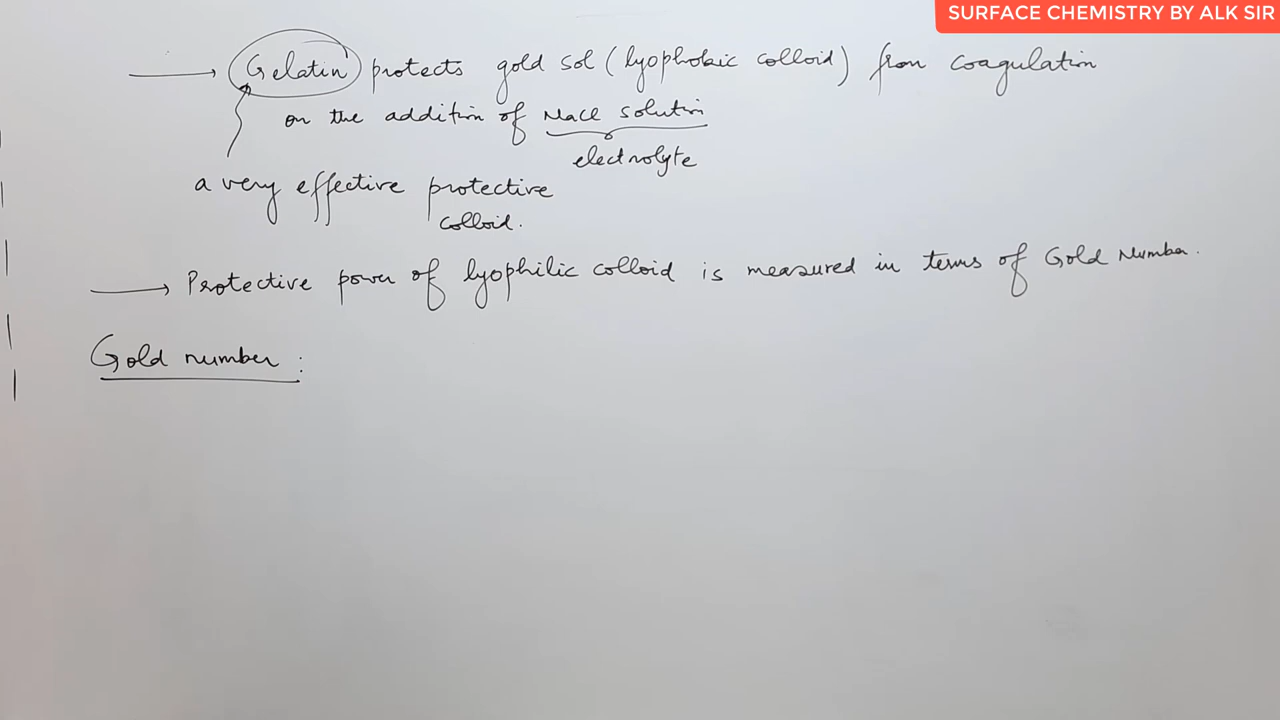 SURFACE CHEMISTRY BY ALK SIR
Gelatin protects gold sol (lyophobic colloid) from coagulation
on the addition of NaCl solution
electrolyte
a very effective protective
colloid.
Protective power of lyophilic colloid is measured in terms of Gold Number.
Gold number :